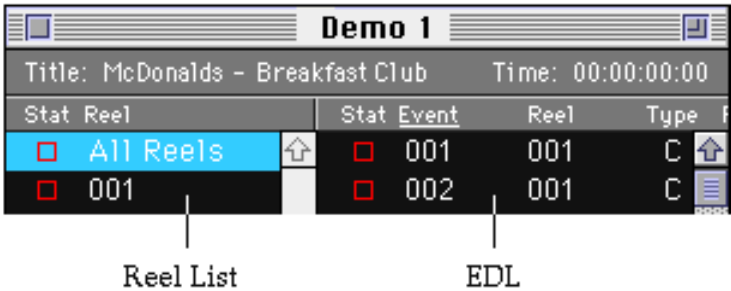 Demo 1
Title: McDonalds - Breakfast Club Time: 00:00:00:00
Stat Reel Stat Event Reel Type
All Reels 001 001 C
001 002 001 C
Reel List EDL